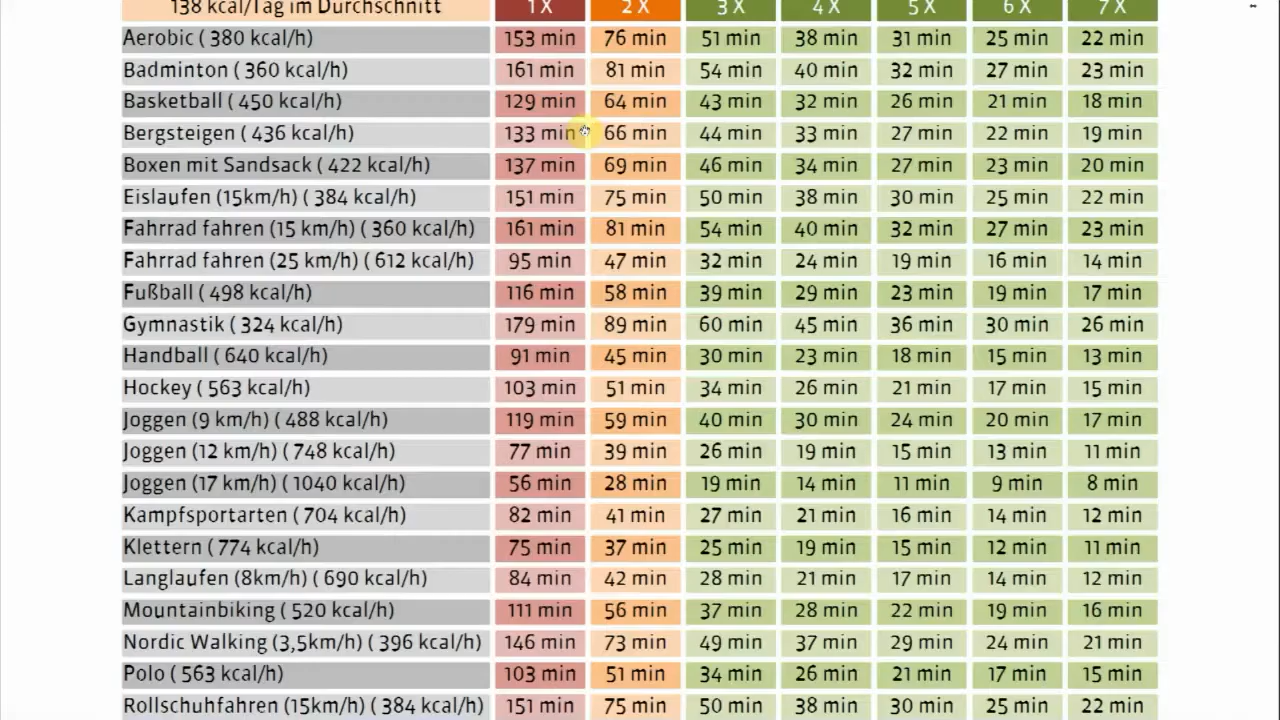 138 kcal/Tag im Durchschnitt 1 X 2 X 3 X 4 X 5 X 6 X 7 X
Aerobic ( 380 kcal/h) 153 min 76 min 51 min 38 min 31 min 25 min 22 min
Badminton ( 360 kcal/h) 161 min 81 min 54 min 40 min 32 min 27 min 23 min
Basketball ( 450 kcal/h) 129 min 64 min 43 min 32 min 26 min 21 min 18 min
Bergsteigen ( 436 kcal/h) 133 min 66 min 44 min 33 min 27 min 22 min 19 min
Boxen mit Sandsack ( 422 kcal/h) 137 min 69 min 46 min 34 min 27 min 23 min 20 min
Eislaufen (15km/h) ( 384 kcal/h) 151 min 75 min 50 min 38 min 30 min 25 min 22 min
Fahrrad fahren (15 km/h) ( 360 kcal/h) 161 min 81 min 54 min 40 min 32 min 27 min 23 min
Fahrrad fahren (25 km/h) ( 612 kcal/h) 95 min 47 min 32 min 24 min 19 min 16 min 14 min
Fußball ( 498 kcal/h) 116 min 58 min 39 min 29 min 23 min 19 min 17 min
Gymnastik ( 324 kcal/h) 179 min 89 min 60 min 45 min 36 min 30 min 26 min
Handball ( 640 kcal/h) 91 min 45 min 30 min 23 min 18 min 15 min 13 min
Hockey ( 563 kcal/h) 103 min 51 min 34 min 26 min 21 min 17 min 15 min
Joggen (9 km/h) ( 488 kcal/h) 119 min 59 min 40 min 30 min 24 min 20 min 17 min
Joggen (12 km/h) ( 748 kcal/h) 77 min 39 min 26 min 19 min 15 min 13 min 11 min
Joggen (17 km/h) ( 1040 kcal/h) 56 min 28 min 19 min 14 min 11 min 9 min 8 min
Kampfsportarten ( 704 kcal/h) 82 min 41 min 27 min 21 min 16 min 14 min 12 min
Klettern ( 774 kcal/h) 75 min 37 min 25 min 19 min 15 min 12 min 11 min
Langlaufen (8km/h) ( 690 kcal/h) 84 min 42 min 28 min 21 min 17 min 14 min 12 min
Mountainbiking ( 520 kcal/h) 111 min 56 min 37 min 28 min 22 min 19 min 16 min
Nordic Walking (3,5km/h) ( 396 kcal/h) 146 min 73 min 49 min 37 min 29 min 24 min 21 min
Polo ( 563 kcal/h) 103 min 51 min 34 min 26 min 21 min 17 min 15 min
Rollschuhfahren (15km/h) ( 384 kcal/h) 151 min 75 min 50 min 38 min 30 min 25 min 22 min